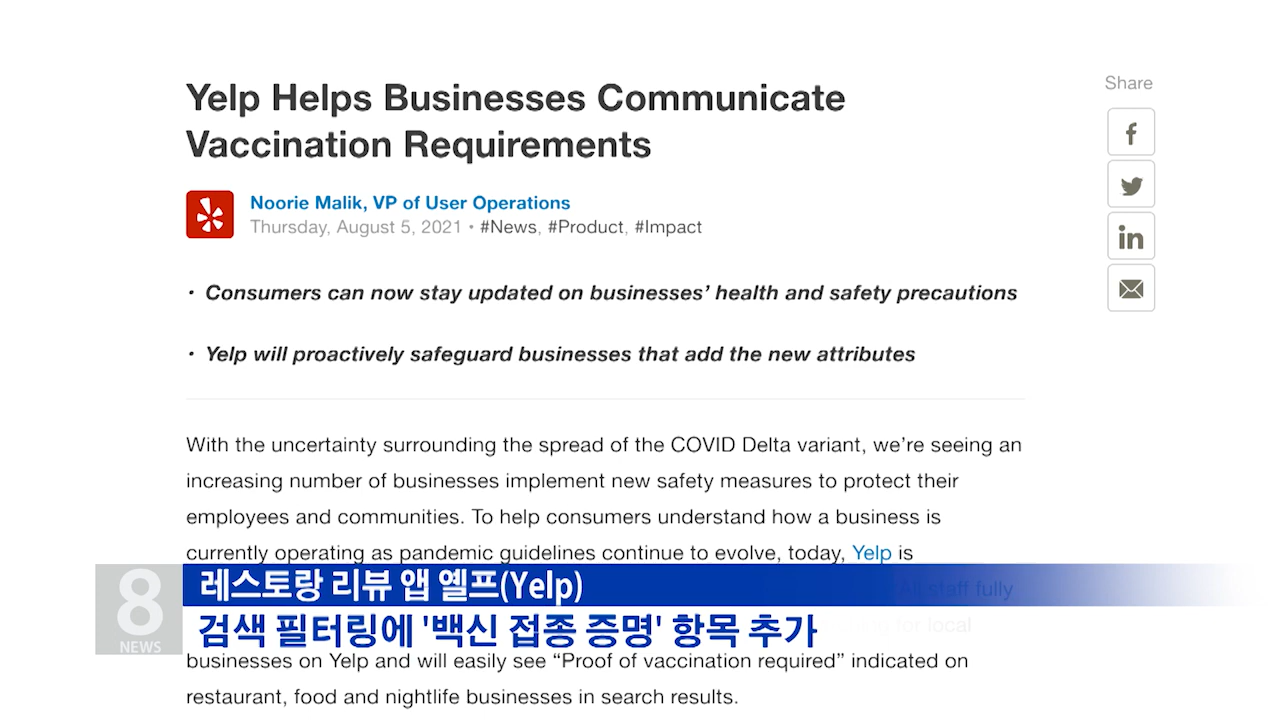 Yelp Helps Businesses Communicate
Vaccination Requirements
Share
Noorie Malik, VP of User Operations
Thursday, August 5, 2021 • #News, #Product, #Impact
· Consumers can now stay updated on businesses’ health and safety precautions
· Yelp will proactively safeguard businesses that add the new attributes
With the uncertainty surrounding the spread of the COVID Delta variant, we’re seeing an
increasing number of businesses implement new safety measures to protect their
employees and communities. To help consumers understand how a business is
currently operating as pandemic guidelines continue to evolve, today, Yelp is
All staff fully
for local
businesses on Yelp and will easily see “Proof of vaccination required” indicated on
restaurant, food and nightlife businesses in search results.
8
NEWS
레스토랑 리뷰 앱 옐프(Yelp)
검색 필터링에 '백신 접종 증명' 항목 추가